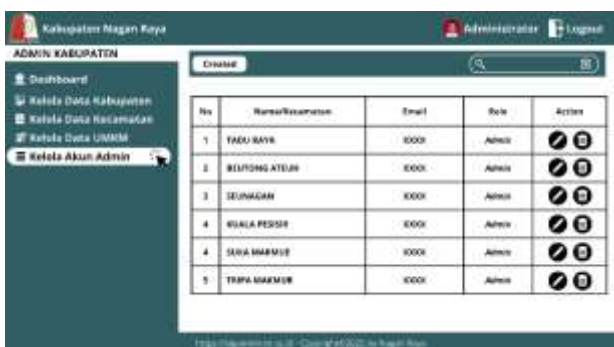 Kabupaten Nagan Raya
Administrator
Logout
ADMIN KABUPATEN
Dashboard
Kelola Data Kabupaten
Kelola Data Kecamatan
Kelola Data UMKM
Kelola Akun Admin
Created
No Nama/Kecamatan Email Role Action
1 TADU RAYA XXXX Admin
2 BEUTONG ATEUH XXXX Admin
3 SEUNAGAN XXXX Admin
4 KUALA PESISIR XXXX Admin
4 SUKA MAKMUE XXXX Admin
5 TRIPA MAKMUR XXXX Admin